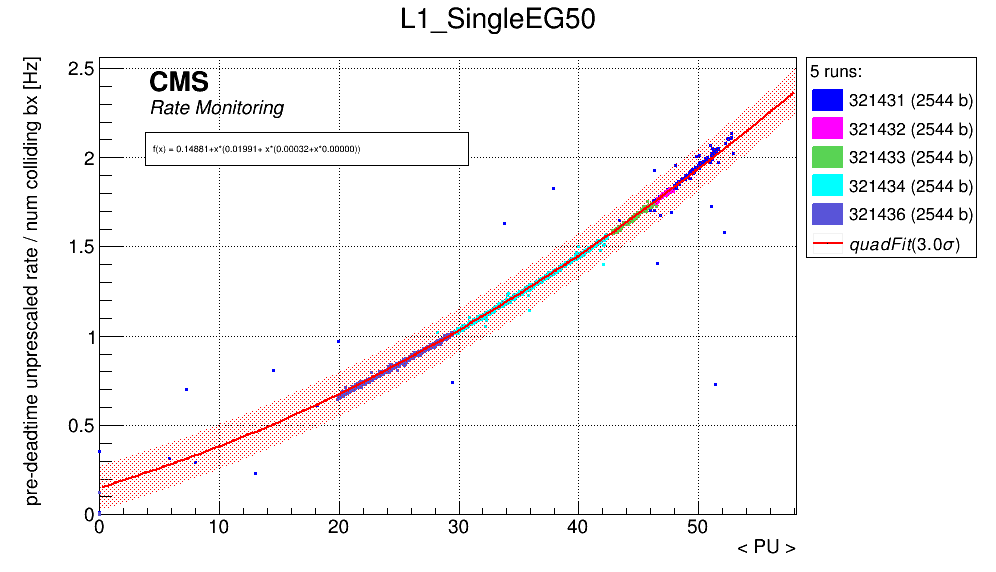 L1_SingleEG50
pre-deadtime unprescaled rate / num colliding bx [Hz]
CMS
Rate Monitoring
f(x) = 0.14881+x*(0.01991+ x*(0.00032+x*0.00000))
2.5
2
1.5
1
0.5
0
0 10 20 30 40 50
< PU >
5 runs:
321431 (2544 b)
321432 (2544 b)
321433 (2544 b)
321434 (2544 b)
321436 (2544 b)
quadFit(3.0σ)